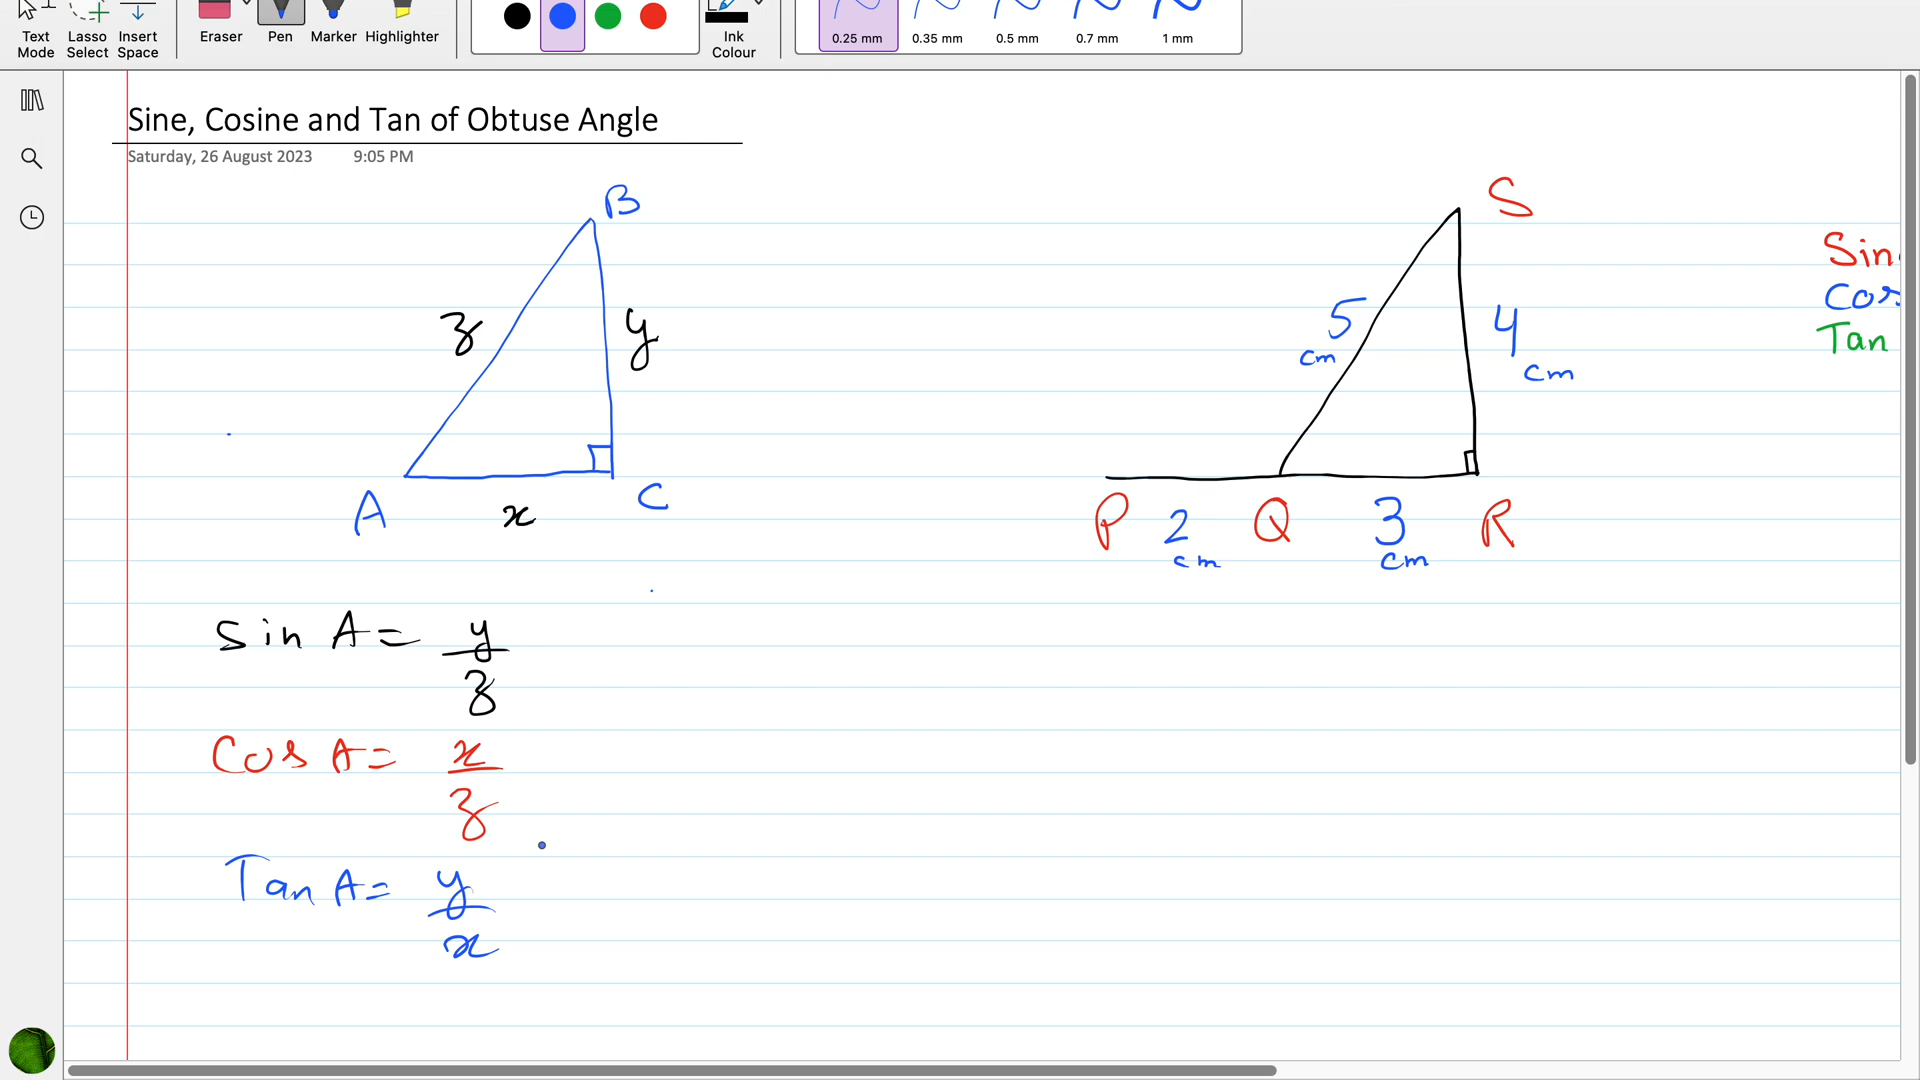 Text Mode
Lasso Select
Insert Space
Eraser
Pen
Marker
Highlighter
Ink Colour
0.25 mm
0.35 mm
0.5 mm
0.7 mm
1 mm
Sine, Cosine and Tan of Obtuse Angle
Saturday, 26 August 2023 9:05 PM
B
z
y
A
x
C
S
5 cm
4 cm
P
2 cm
Q
3 cm
R
Sin
Cos
Tan
Sin A = y/z
Cos A = x/z
Tan A = y/x